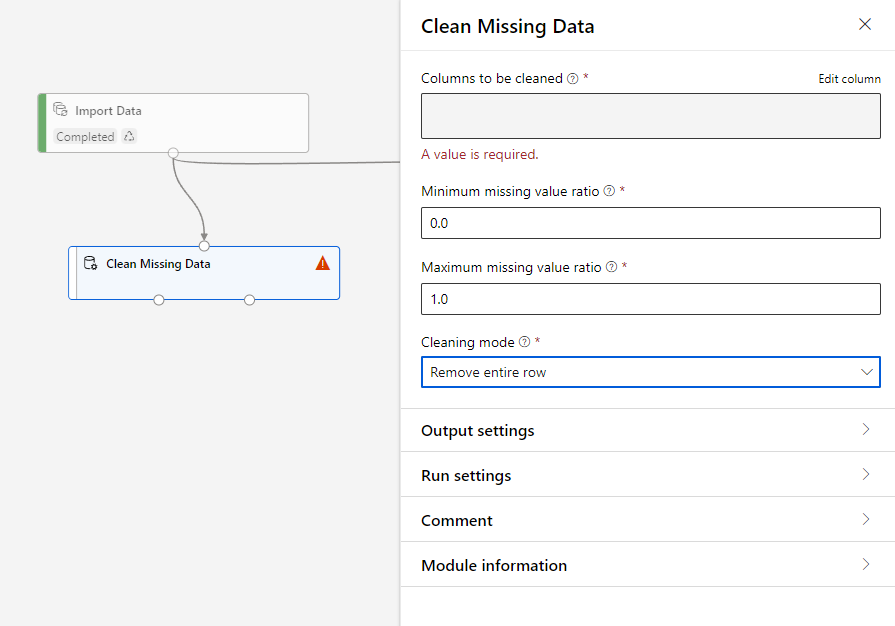 Clean Missing Data
Columns to be cleaned ? *
Edit column
A value is required.
Minimum missing value ratio ? *
0.0
Maximum missing value ratio ? *
1.0
Cleaning mode ? *
Remove entire row
Output settings
Run settings
Comment
Module information
Import Data
Completed
Clean Missing Data